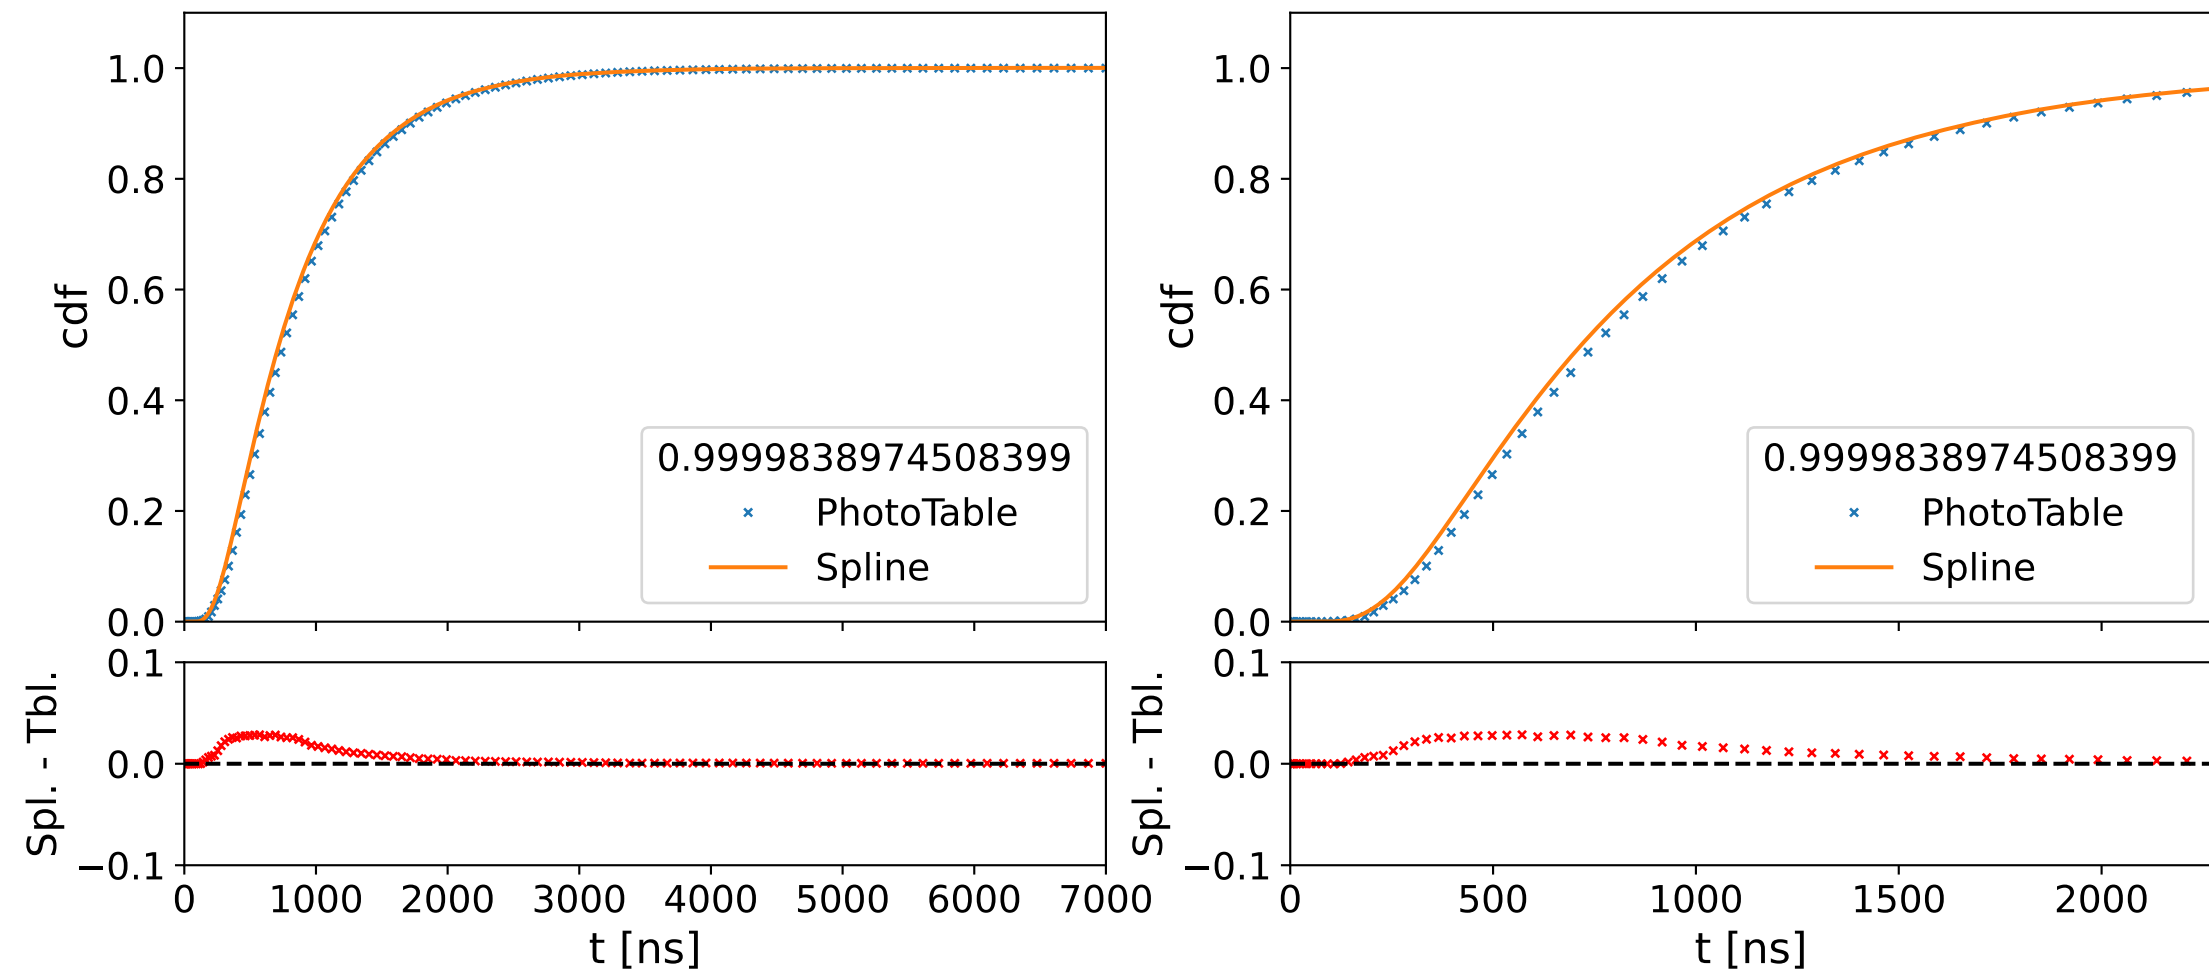 cdf
1.0
0.8
0.6
0.4
0.2
0.0
0.9999838974508399
PhotoTable
Spline
Spl. - Tbl.
0.1
0.0
−0.1
0 1000 2000 3000 4000 5000 6000 7000
t [ns]
cdf
1.0
0.8
0.6
0.4
0.2
0.0
0.9999838974508399
PhotoTable
Spline
Spl. - Tbl.
0.1
0.0
−0.1
0 500 1000 1500 2000
t [ns]